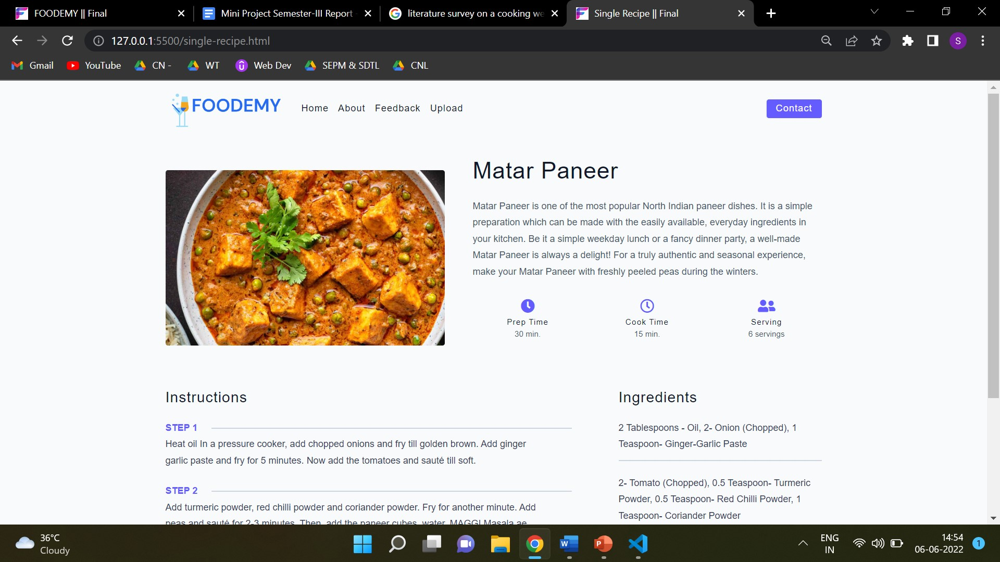 FOODEMY || Final
Mini Project Semester-III Report -
literature survey on a cooking we
Single Recipe || Final
127.0.0.1:5500/single-recipe.html
S
Gmail
YouTube
CN -
WT
Web Dev
SEPM & SDTL
CNL
FOODEMY
Home
About
Feedback
Upload
Contact
Matar Paneer
Matar Paneer is one of the most popular North Indian paneer dishes. It is a simple
preparation which can be made with the easily available, everyday ingredients in
your kitchen. Be it a simple weekday lunch or a fancy dinner party, a well-made
Matar Paneer is always a delight! For a truly authentic and seasonal experience,
make your Matar Paneer with freshly peeled peas during the winters.
Prep Time
30 min.
Cook Time
15 min.
Serving
6 servings
Instructions
STEP 1
Heat oil In a pressure cooker, add chopped onions and fry till golden brown. Add ginger
garlic paste and fry for 5 minutes. Now add the tomatoes and sauté till soft.
STEP 2
Add turmeric powder, red chilli powder and coriander powder. Fry for another minute. Add
peas and sauté for 2-3 minutes. Then, add the paneer cubes, water, MAGGI Masala ae
Ingredients
2 Tablespoons - Oil, 2- Onion (Chopped), 1
Teaspoon- Ginger-Garlic Paste
2- Tomato (Chopped), 0.5 Teaspoon- Turmeric
Powder, 0.5 Teaspoon- Red Chilli Powder, 1
Teaspoon- Coriander Powder
36°C
Cloudy
ENG
IN
14:54
06-06-2022
1